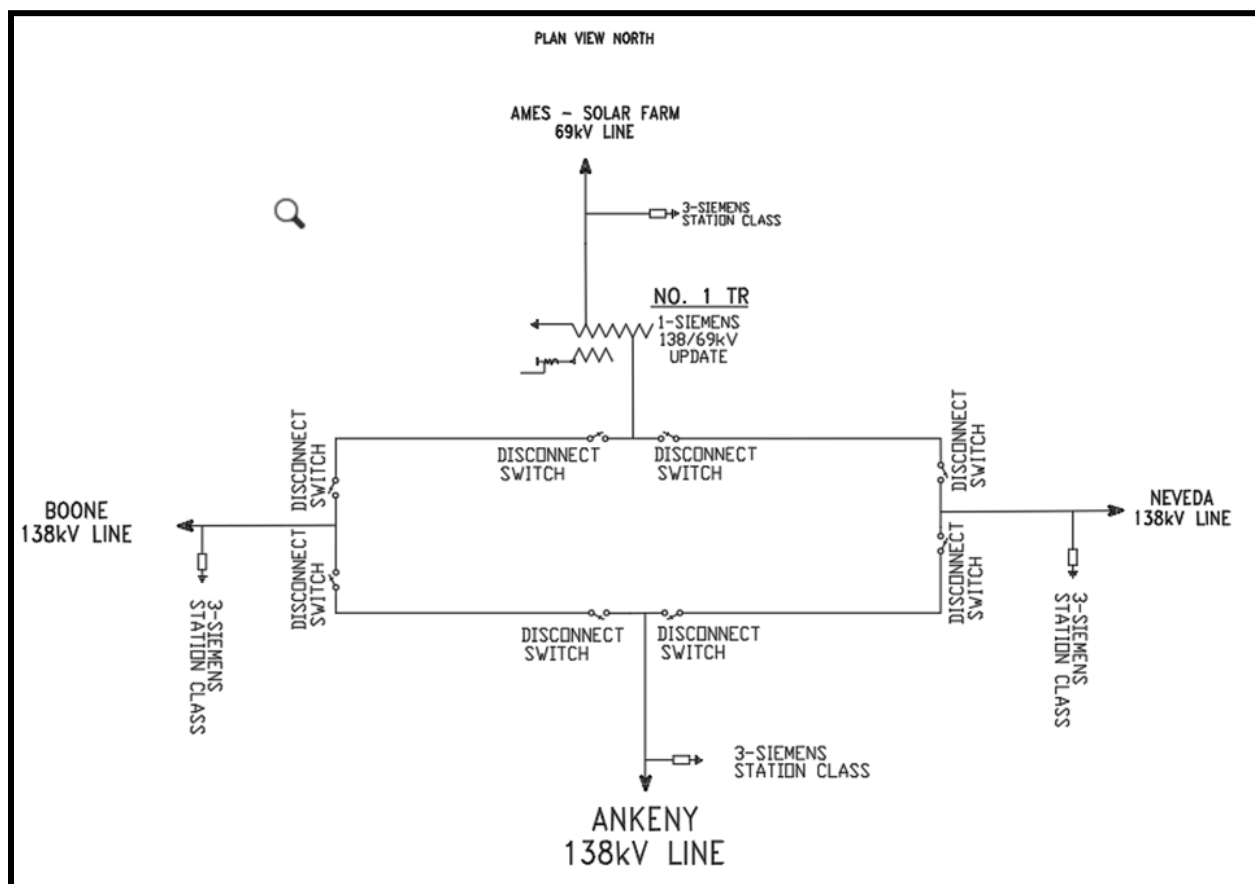 PLAN VIEW NORTH
AMES - SOLAR FARM
69kV LINE
3-SIEMENS
STATION CLASS
NO. 1 TR
1-SIEMENS
138/69kV
UPDATE
DISCONNECT
SWITCH
DISCONNECT
SWITCH
DISCONNECT
SWITCH
DISCONNECT
SWITCH
BOONE
138kV LINE
NEVEDA
138kV LINE
DISCONNECT
SWITCH
DISCONNECT
SWITCH
DISCONNECT
SWITCH
DISCONNECT
SWITCH
3-SIEMENS
STATION CLASS
3-SIEMENS
STATION CLASS
3-SIEMENS
STATION CLASS
ANKENY
138kV LINE